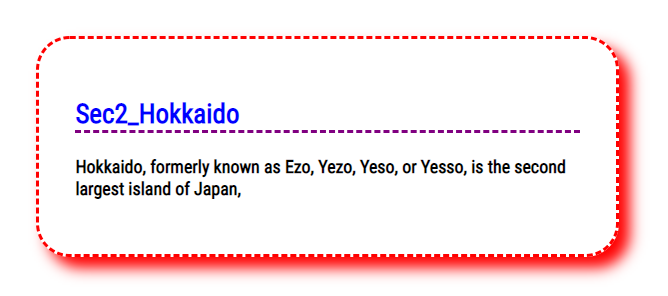 Sec2_Hokkaido
Hokkaido, formerly known as Ezo, Yezo, Yeso, or Yesso, is the second
largest island of Japan,